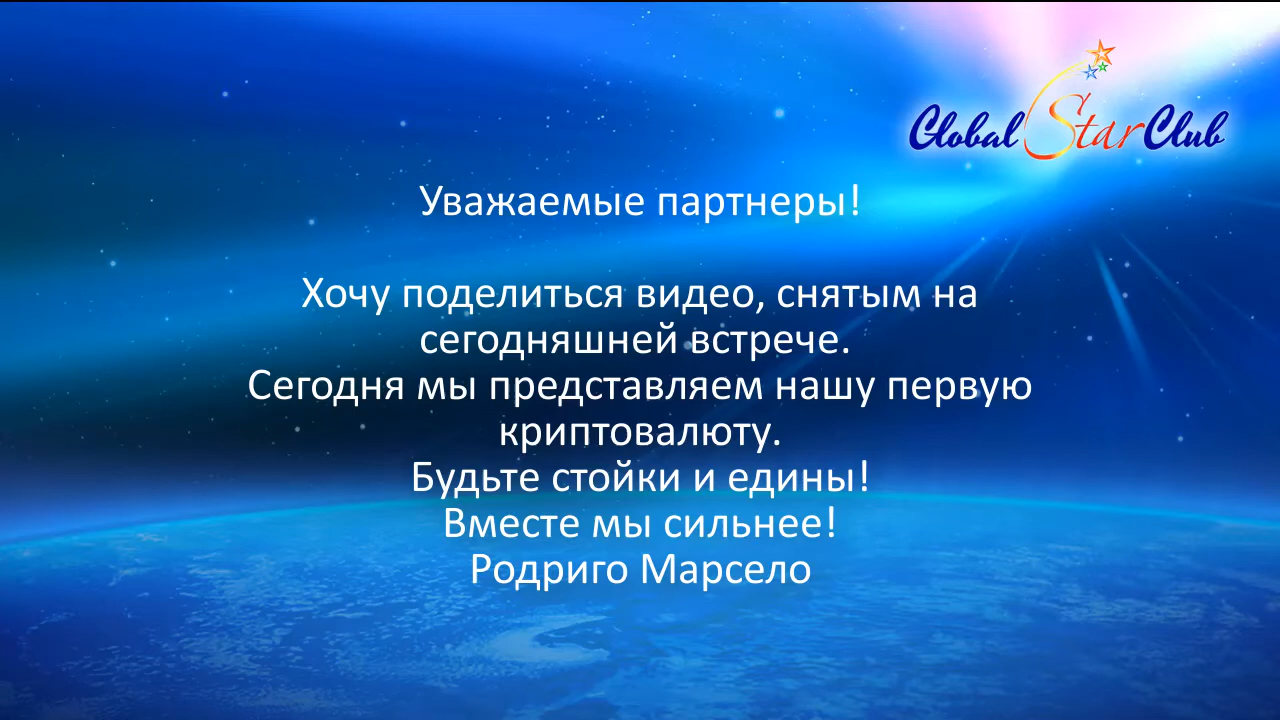 Global Star Club
Уважаемые партнеры!
Хочу поделиться видео, снятым на
сегодняшней встрече.
Сегодня мы представляем нашу первую
криптовалюту.
Будьте стойки и едины!
Вместе мы сильнее!
Родриго Марсело